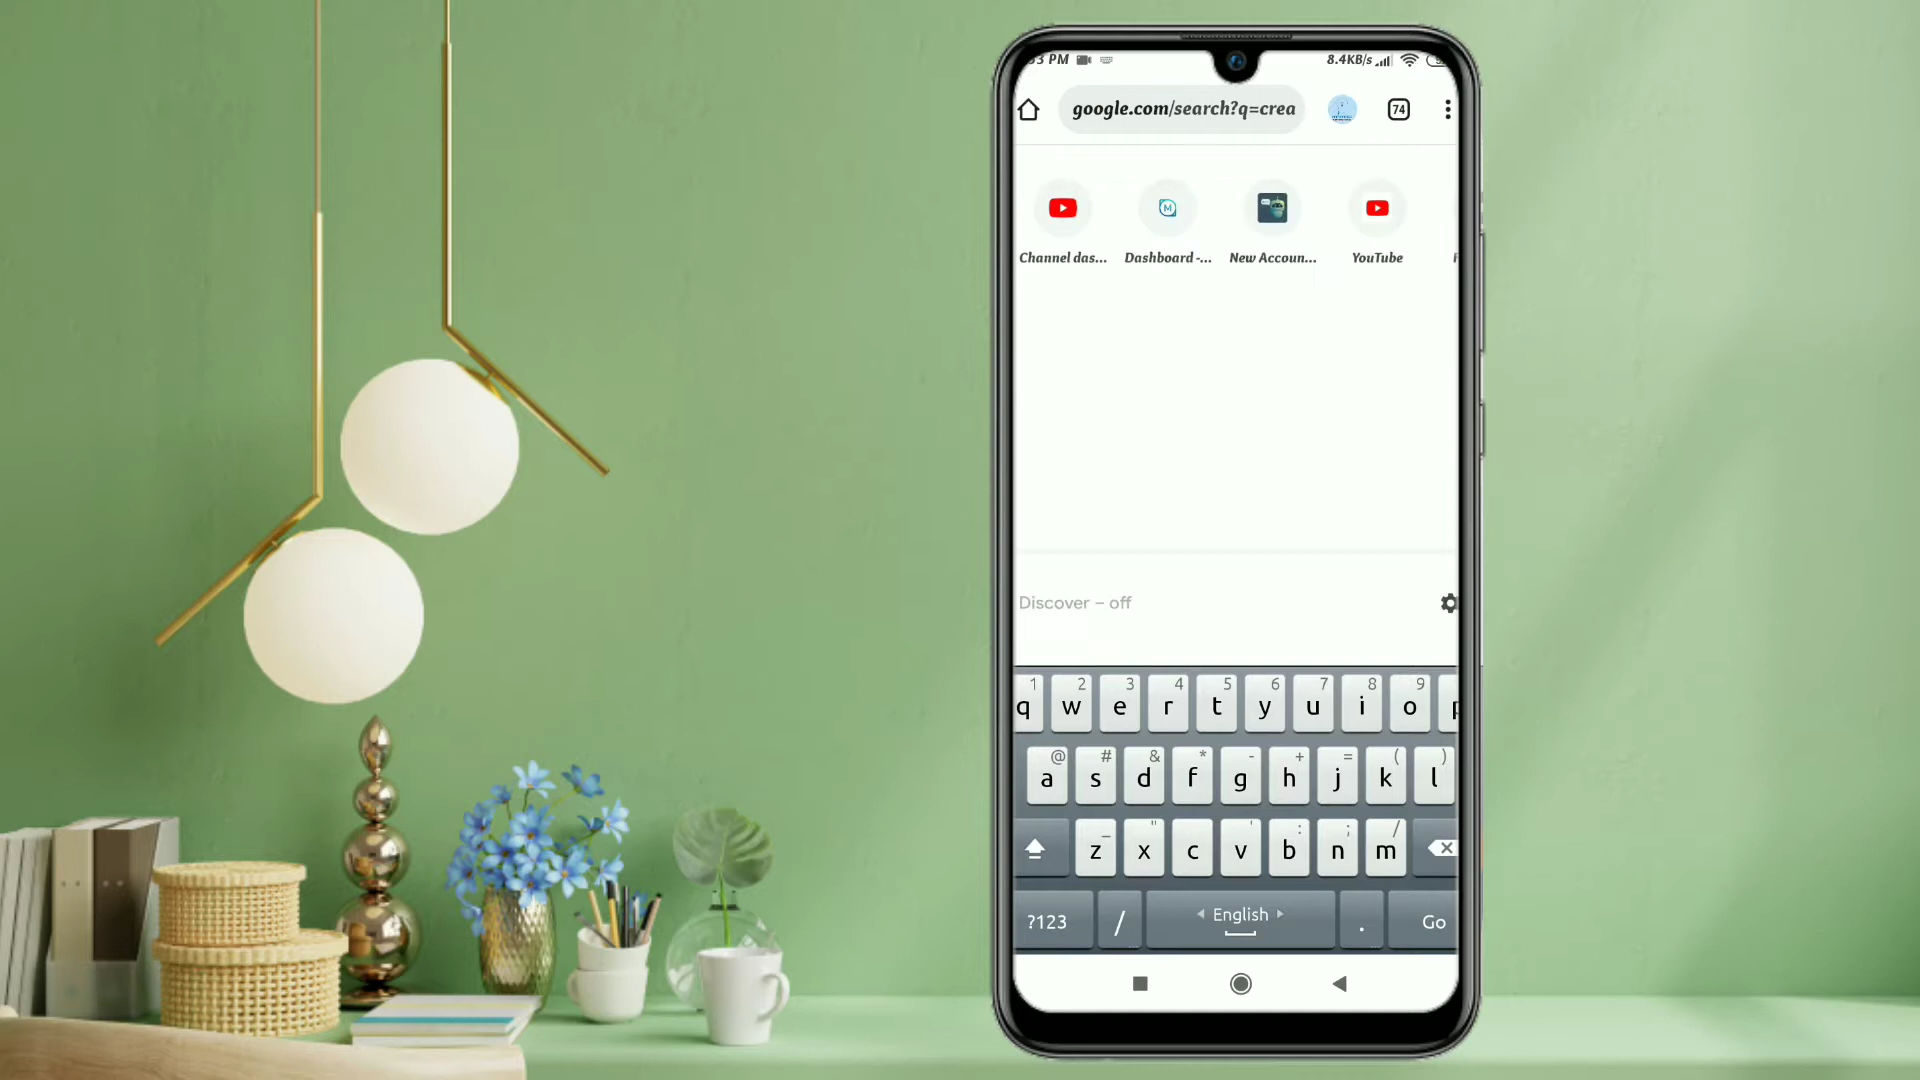 33 PM 8.4KB/s
google.com/search?q=crea 74
M
Channel das... Dashboard -... New Accoun... YouTube
Discover – off
1 2 3 4 5 6 7 8 9
q w e r t y u i o p
@ # & * - + = ( )
a s d f g h j k l
_ " ' : ; /
z x c v b n m
?123 / English . Go